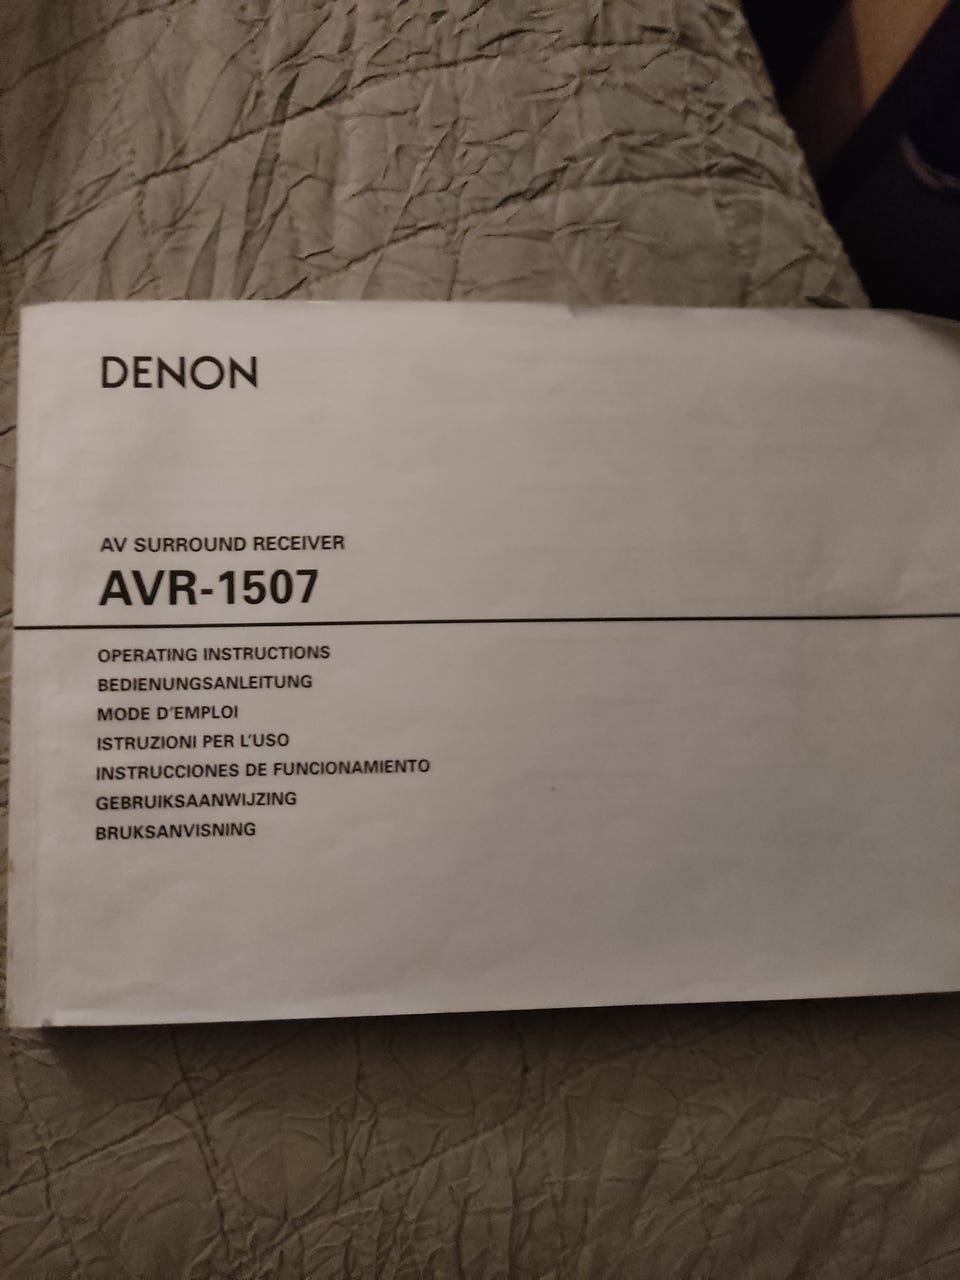 DENON
AV SURROUND RECEIVER
AVR-1507
OPERATING INSTRUCTIONS
BEDIENUNGSANLEITUNG
MODE D'EMPLOI
ISTRUZIONI PER L'USO
INSTRUCCIONES DE FUNCIONAMIENTO
GEBRUIKSAANWIJZING
BRUKSANVISNING